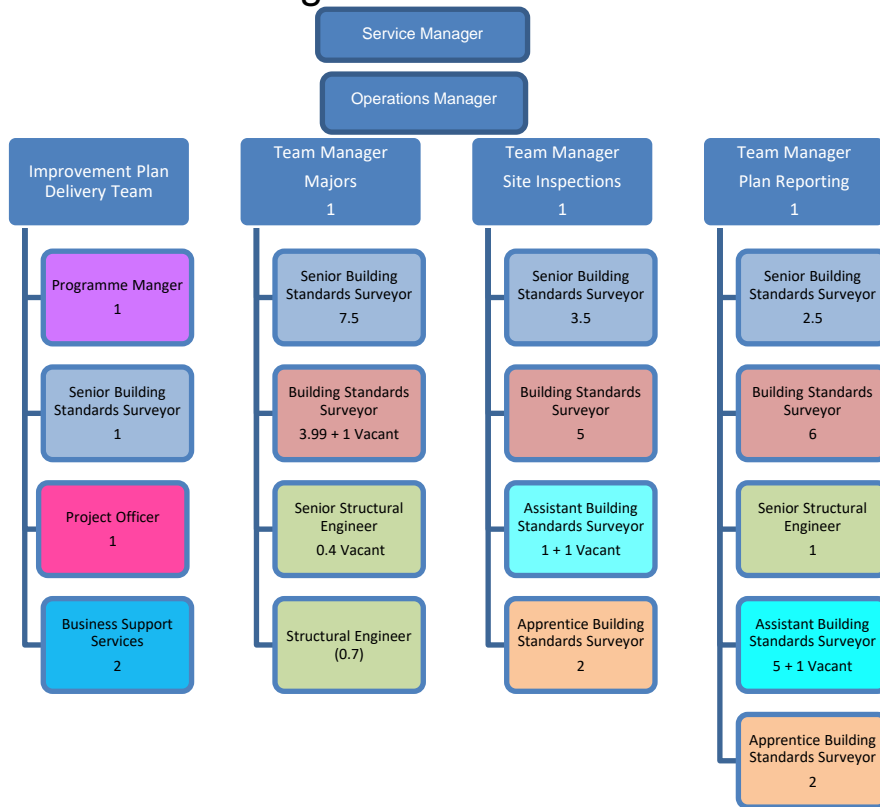 Service Manager
Operations Manager
Improvement Plan
Delivery Team
Programme Manger
1
Senior Building
Standards Surveyor
1
Project Officer
1
Business Support
Services
2
Team Manager
Majors
1
Senior Building
Standards Surveyor
7.5
Building Standards
Surveyor
3.99 + 1 Vacant
Senior Structural
Engineer
0.4 Vacant
Structural Engineer
(0.7)
Team Manager
Site Inspections
1
Senior Building
Standards Surveyor
3.5
Building Standards
Surveyor
5
Assistant Building
Standards Surveyor
1 + 1 Vacant
Apprentice Building
Standards Surveyor
2
Team Manager
Plan Reporting
1
Senior Building
Standards Surveyor
2.5
Building Standards
Surveyor
6
Senior Structural
Engineer
1
Assistant Building
Standards Surveyor
5 + 1 Vacant
Apprentice Building
Standards Surveyor
2